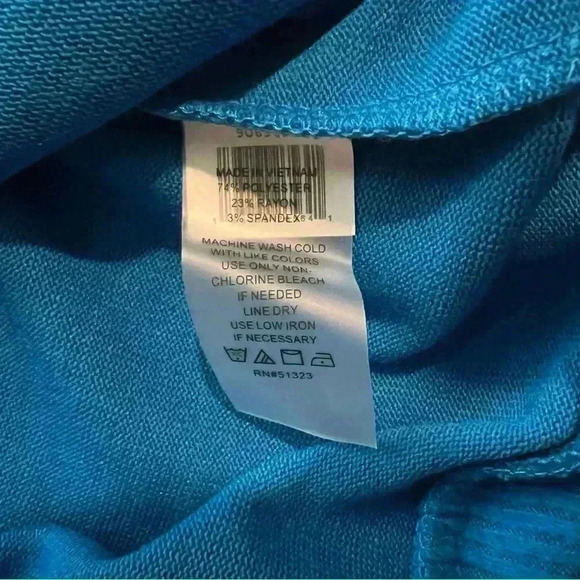 MADE IN VIETNAM
74% POLYESTER
23% RAYON
3% SPANDEX
MACHINE WASH COLD
WITH LIKE COLORS
USE ONLY NON-
CHLORINE BLEACH
IF NEEDED
LINE DRY
USE LOW IRON
IF NECESSARY
RN#51323